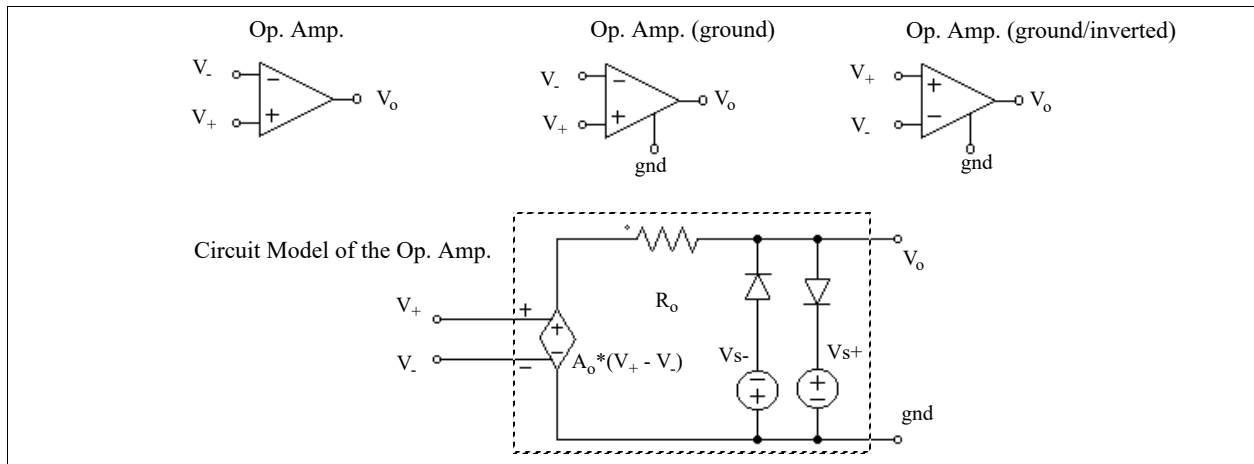 Op. Amp.
Op. Amp. (ground)
Op. Amp. (ground/inverted)
V-
V+
−
+
Vo
V-
V+
−
+
Vo
gnd
V+
V-
+
−
Vo
gnd
Circuit Model of the Op. Amp.
V+
V-
+
−
+
−
Ao*(V+ - V-)
Ro
Vs-
−
+
Vs+
+
−
Vo
gnd